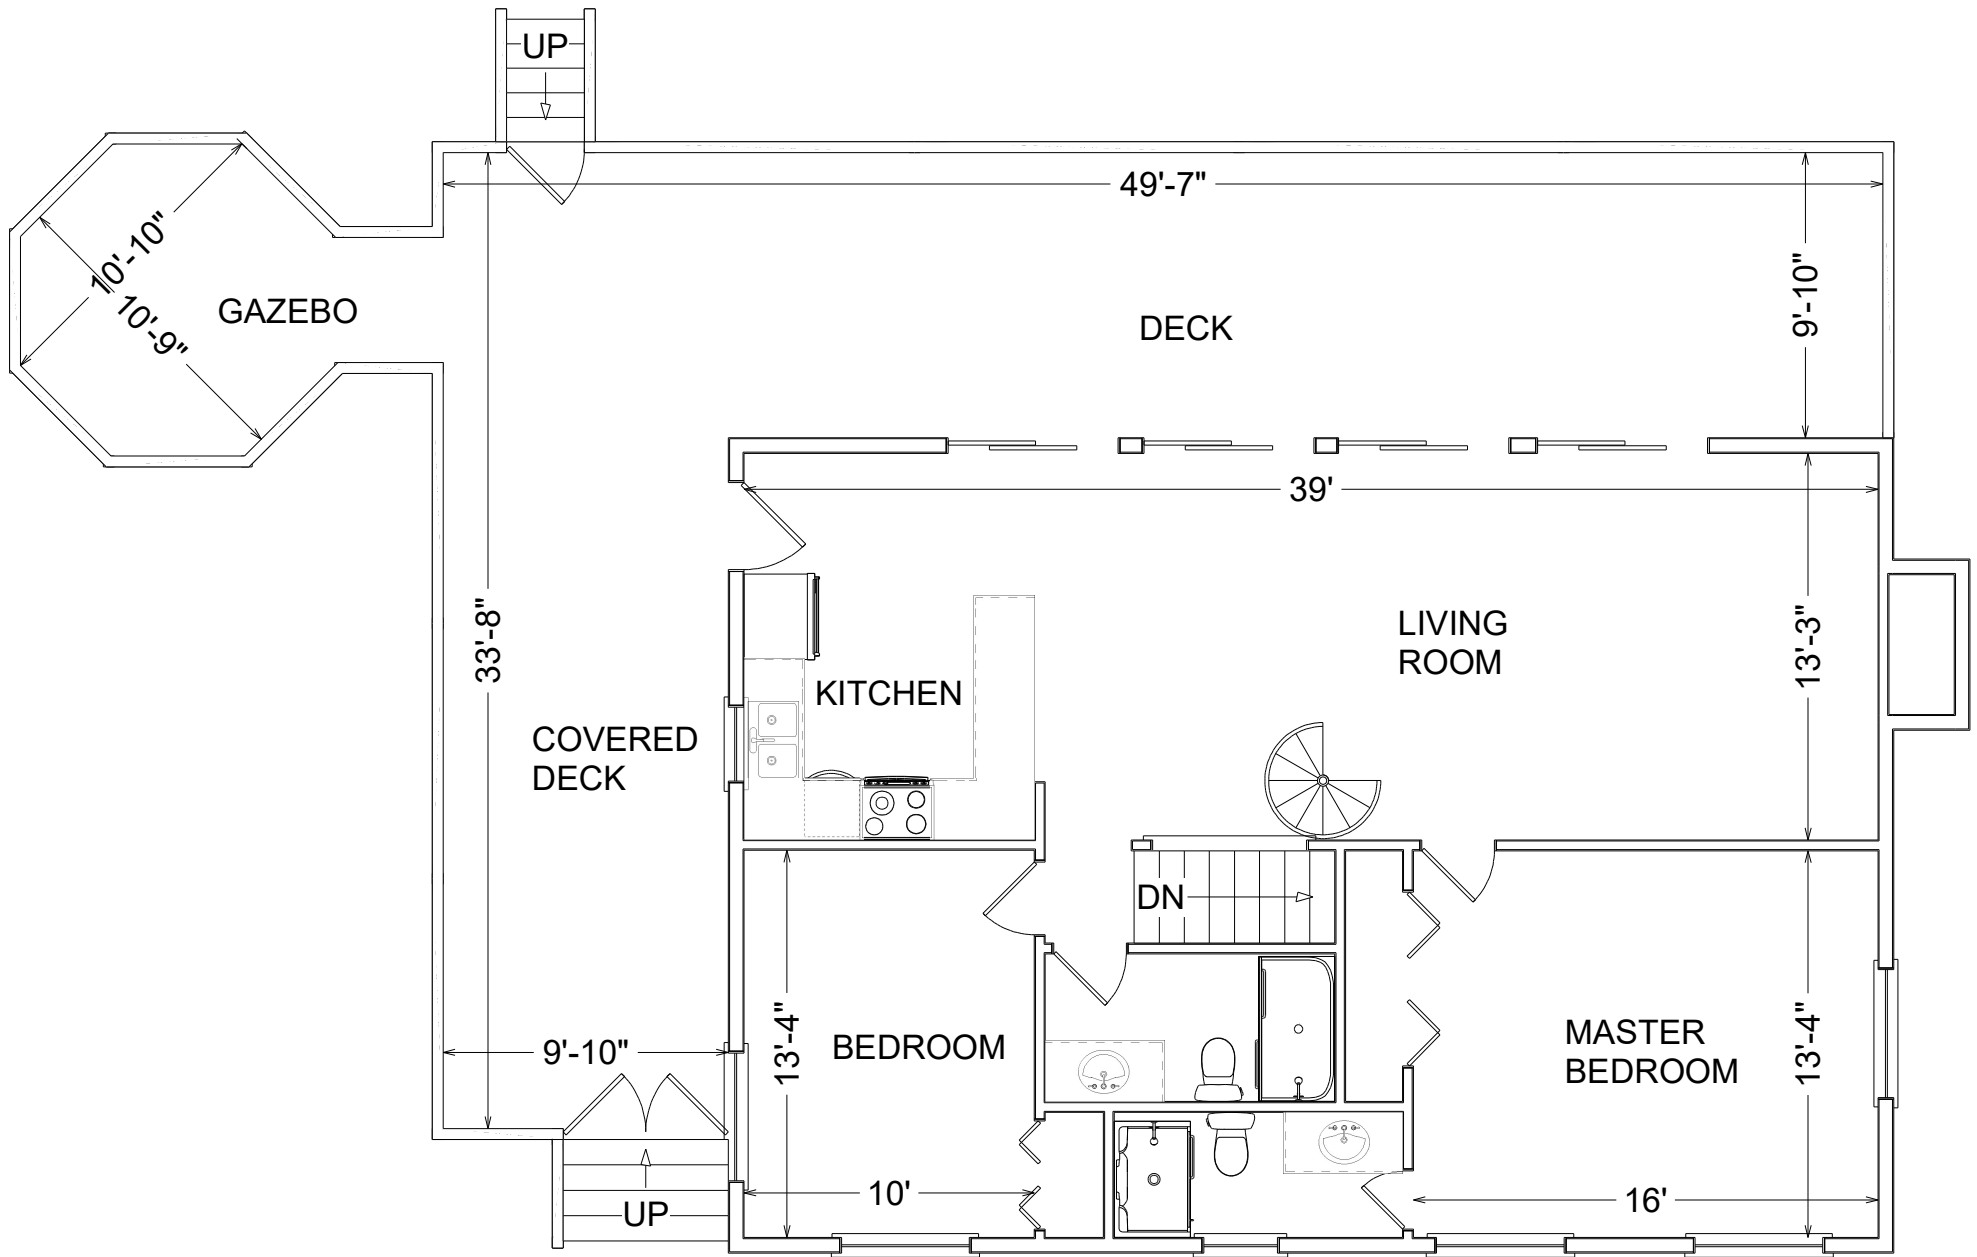 UP
49'-7"
10'-10"
10'-9"
GAZEBO
9'-10"
DECK
39'
33'-8"
LIVING
ROOM
13'-3"
KITCHEN
COVERED
DECK
DN
9'-10"
13'-4"
BEDROOM
MASTER
BEDROOM
13'-4"
10'
16'
UP